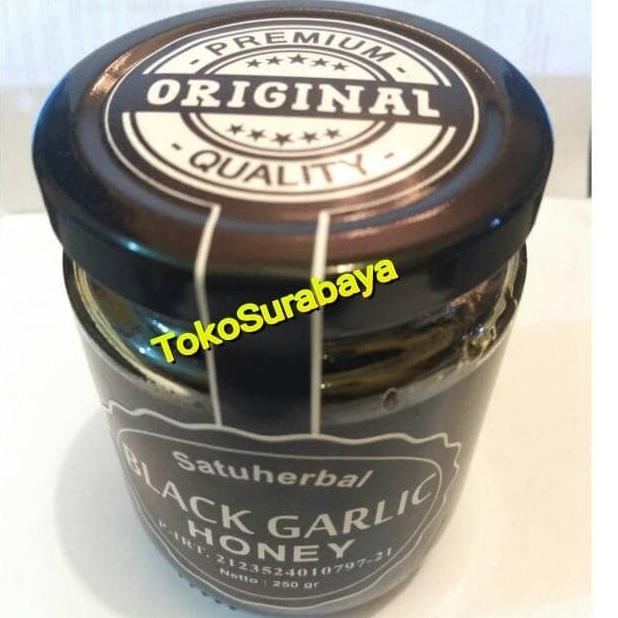 - PREMIUM -
ORIGINAL
- QUALITY -
TokoSurabaya
Satuherbal
BLACK GARLIC
HONEY
P-IRT. 2123524010797-21
Netto : 250 gr